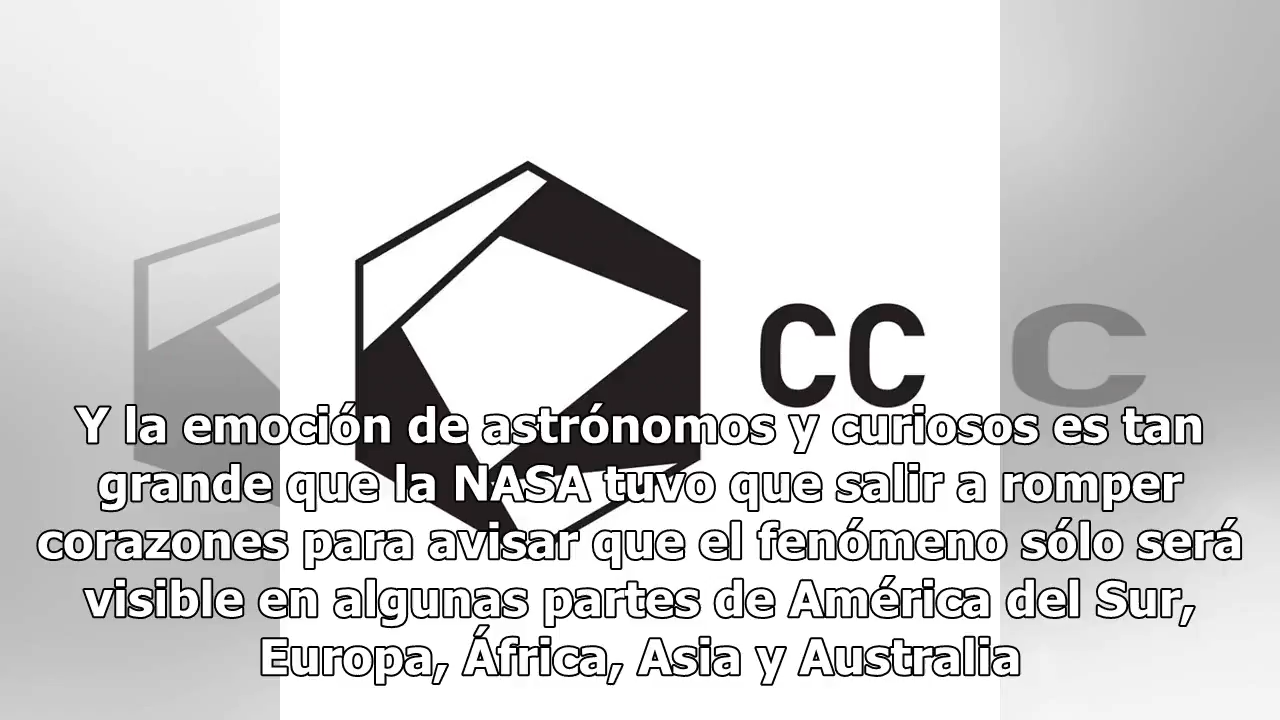 CC
C
Y la emoción de astrónomos y curiosos es tan
grande que la NASA tuvo que salir a romper
corazones para avisar que el fenómeno sólo será
visible en algunas partes de América del Sur,
Europa, África, Asia y Australia